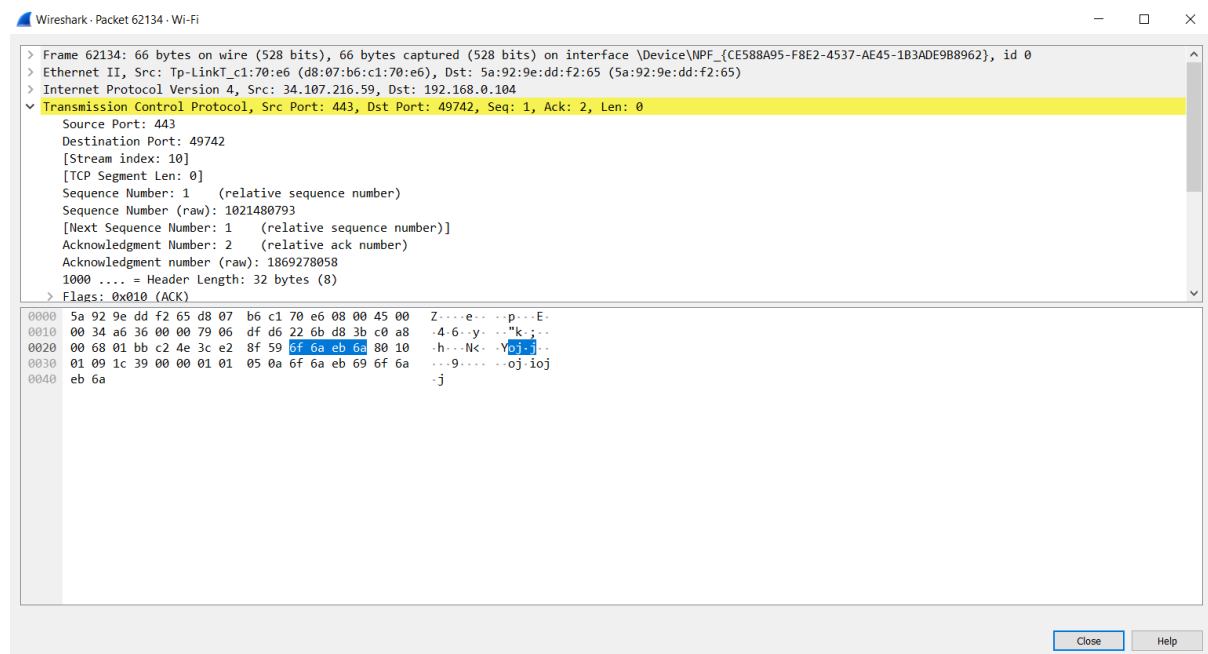 Wireshark · Packet 62134 · Wi-Fi
> Frame 62134: 66 bytes on wire (528 bits), 66 bytes captured (528 bits) on interface \Device\NPF_{CE588A95-F8E2-4537-AE45-1B3ADE9B8962}, id 0
> Ethernet II, Src: Tp-LinkT_c1:70:e6 (d8:07:b6:c1:70:e6), Dst: 5a:92:9e:dd:f2:65 (5a:92:9e:dd:f2:65)
> Internet Protocol Version 4, Src: 34.107.216.59, Dst: 192.168.0.104
Transmission Control Protocol, Src Port: 443, Dst Port: 49742, Seq: 1, Ack: 2, Len: 0
Source Port: 443
Destination Port: 49742
[Stream index: 10]
[TCP Segment Len: 0]
Sequence Number: 1    (relative sequence number)
Sequence Number (raw): 1021480793
[Next Sequence Number: 1    (relative sequence number)]
Acknowledgment Number: 2    (relative ack number)
Acknowledgment number (raw): 1869278058
1000 .... = Header Length: 32 bytes (8)
> Flags: 0x010 (ACK)
0000 5a 92 9e dd f2 65 d8 07 b6 c1 70 e6 08 00 45 00 Z····e·· ··p···E·
0010 00 34 a6 36 00 00 79 06 df d6 22 6b d8 3b c0 a8 ·4·6··y· ··"k·;··
0020 00 68 01 bb c2 4e 3c e2 8f 59 6f 6a eb 6a 80 10 ·h···N<· ·Yoj·j··
0030 01 09 1c 39 00 00 01 01 05 0a 6f 6a eb 69 6f 6a ···9···· ··oj·ioj
0040 eb 6a ·j
Close Help